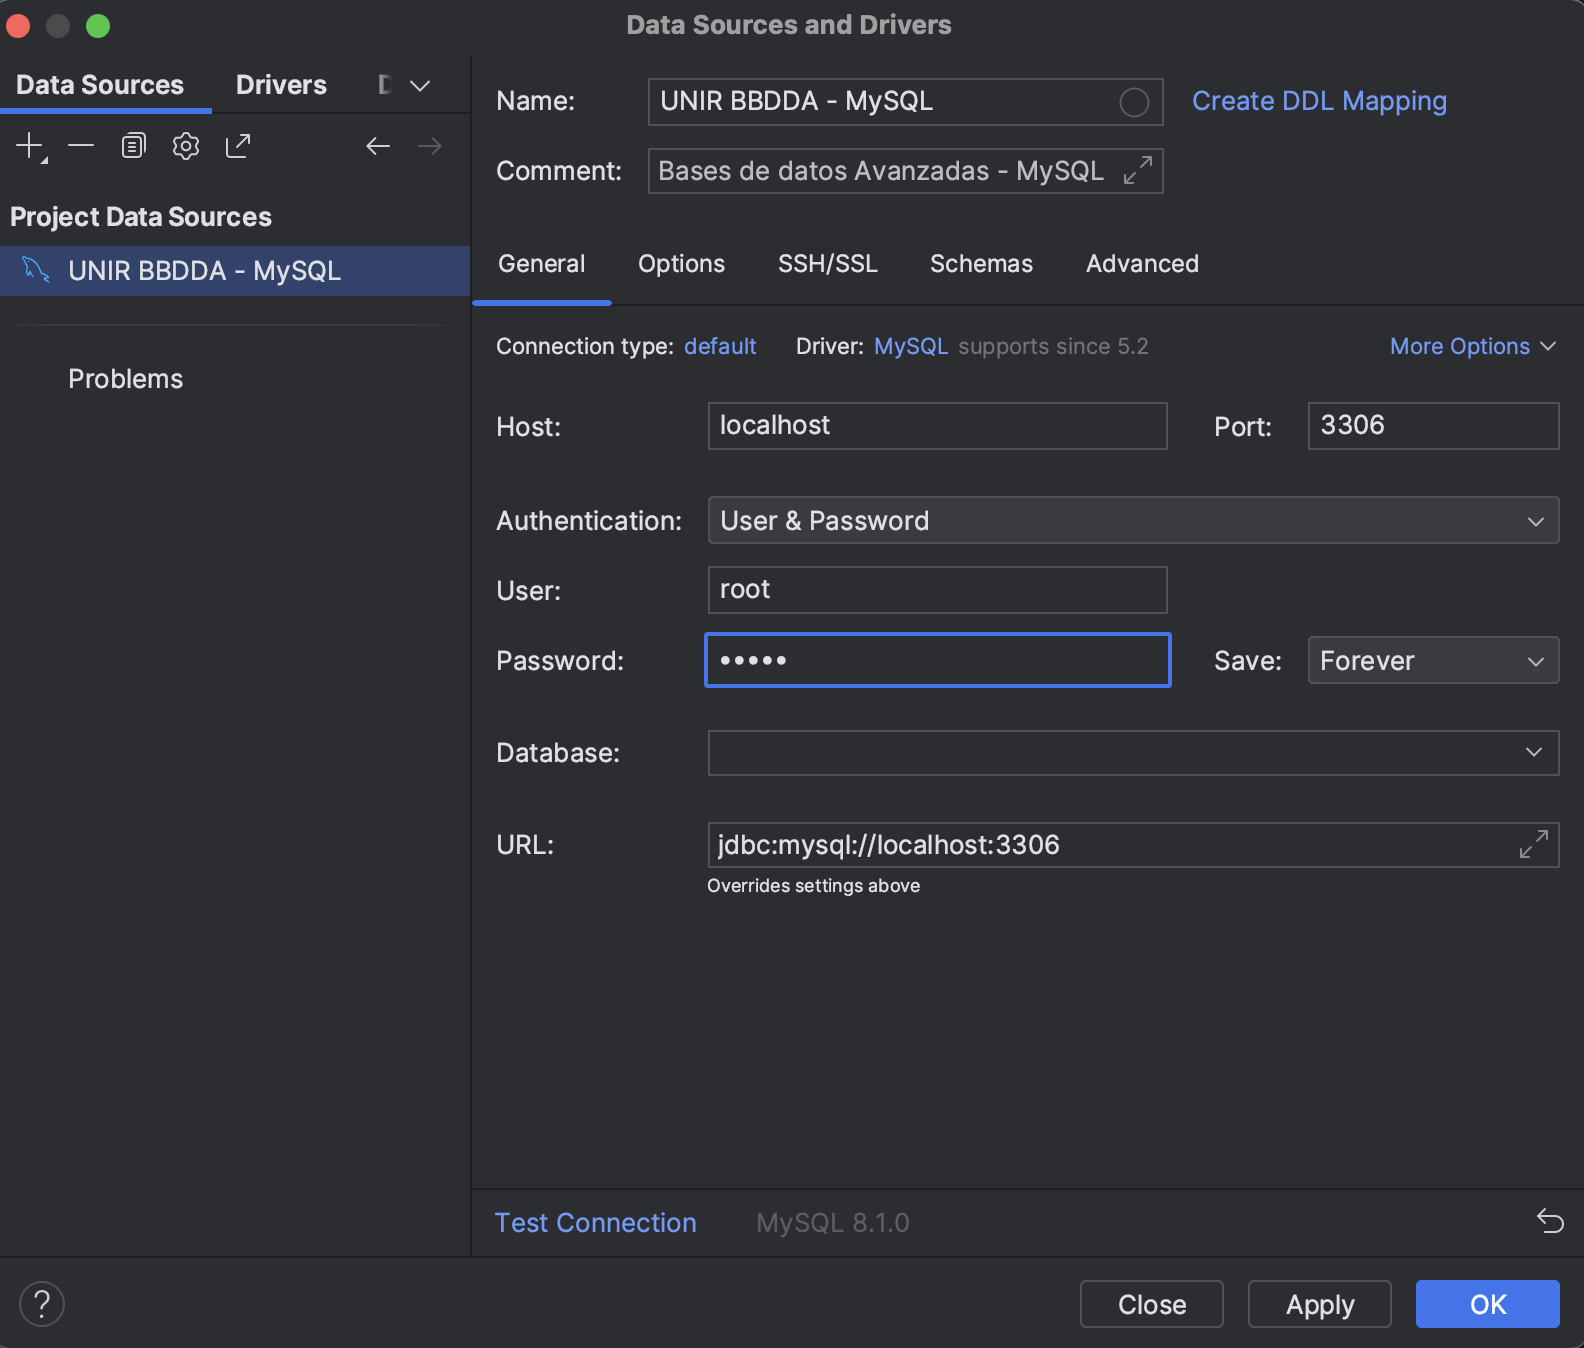 Data Sources and Drivers
Data Sources Drivers D
Project Data Sources
UNIR BBDDA - MySQL
Problems
Name: UNIR BBDDA - MySQL Create DDL Mapping
Comment: Bases de datos Avanzadas - MySQL
General Options SSH/SSL Schemas Advanced
Connection type: default Driver: MySQL supports since 5.2 More Options
Host: localhost Port: 3306
Authentication: User & Password
User: root
Password: ••••• Save: Forever
Database:
URL: jdbc:mysql://localhost:3306
Overrides settings above
Test Connection MySQL 8.1.0
? Close Apply OK